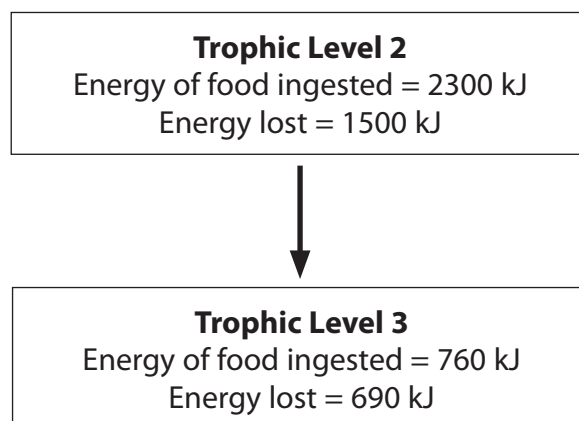 Trophic Level 2
Energy of food ingested = 2300 kJ
Energy lost = 1500 kJ
Trophic Level 3
Energy of food ingested = 760 kJ
Energy lost = 690 kJ